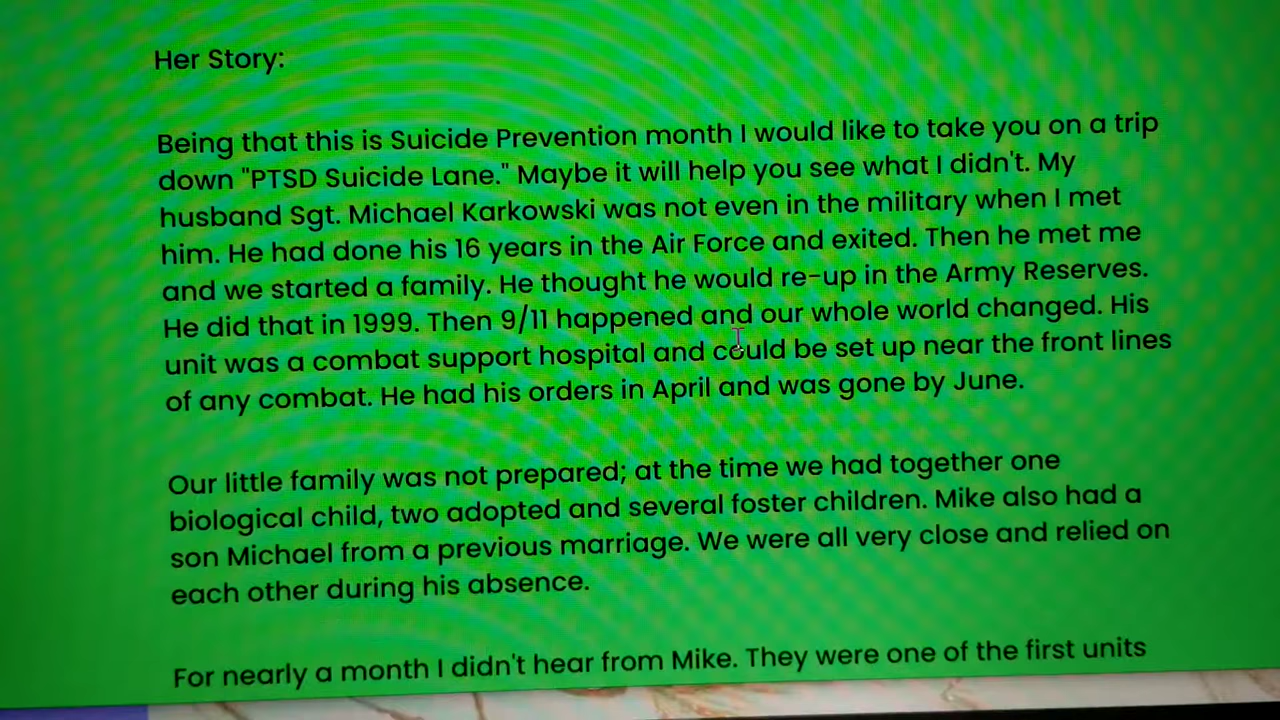 Her Story:
Being that this is Suicide Prevention month I would like to take you on a trip
down "PTSD Suicide Lane." Maybe it will help you see what I didn't. My
husband Sgt. Michael Karkowski was not even in the military when I met
him. He had done his 16 years in the Air Force and exited. Then he met me
and we started a family. He thought he would re-up in the Army Reserves.
He did that in 1999. Then 9/11 happened and our whole world changed. His
unit was a combat support hospital and could be set up near the front lines
of any combat. He had his orders in April and was gone by June.
Our little family was not prepared; at the time we had together one
biological child, two adopted and several foster children. Mike also had a
son Michael from a previous marriage. We were all very close and relied on
each other during his absence.
For nearly a month I didn't hear from Mike. They were one of the first units